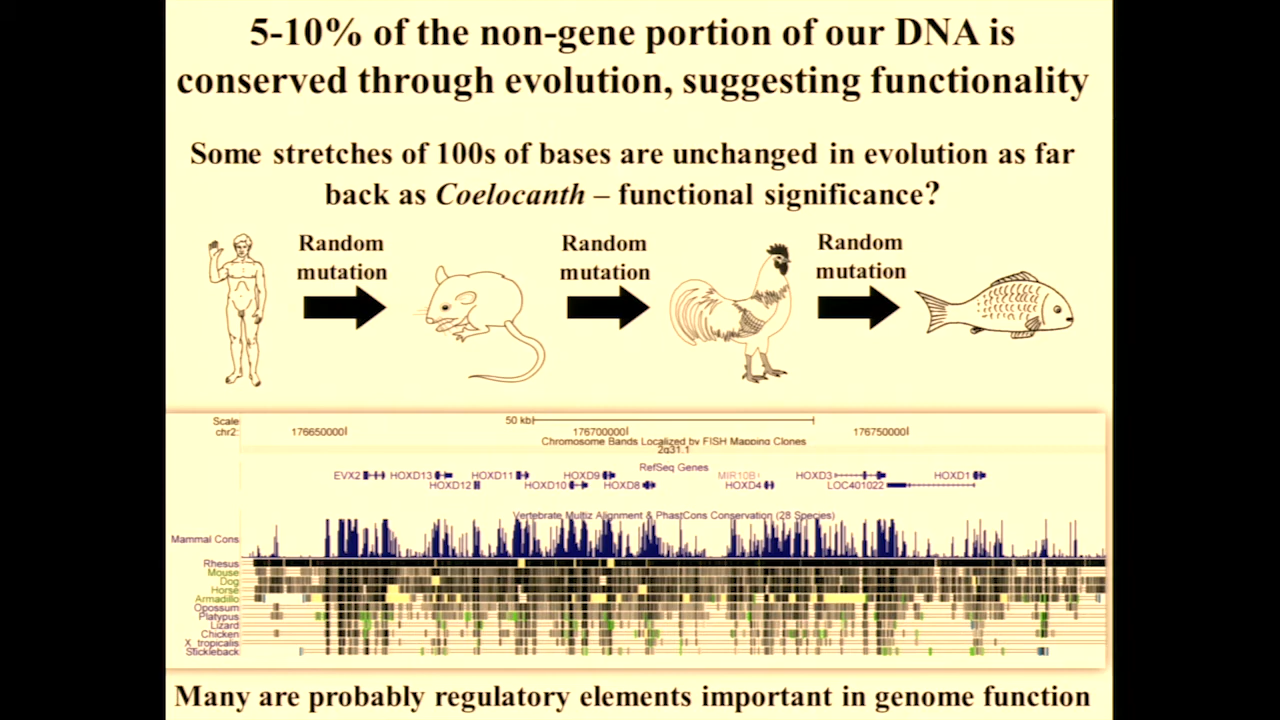 5-10% of the non-gene portion of our DNA is
conserved through evolution, suggesting functionality
Some stretches of 100s of bases are unchanged in evolution as far
back as Coelocanth – functional significance?
Random
mutation
Random
mutation
Random
mutation
Scale
50 kb
chr2:
176650000
176700000
176750000
Chromosome Bands Localized by FISH Mapping Clones
2q31.1
RefSeq Genes
EVX2 HOXD13 HOXD11 HOXD9 MIR10B HOXD3 HOXD1
HOXD12 HOXD10 HOXD8 HOXD4 LOC401022
Vertebrate Multiz Alignment & PhastCons Conservation (28 Species)
Mammal Cons
Rhesus
Mouse
Dog
Horse
Armadillo
Opossum
Platypus
Lizard
Chicken
X_tropicalis
Stickleback
Many are probably regulatory elements important in genome function